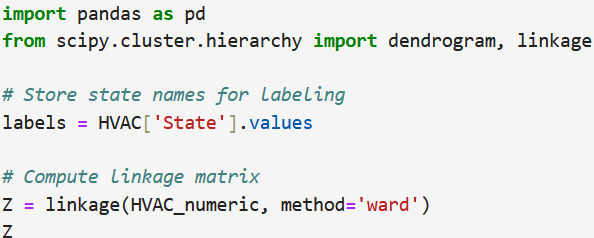 import pandas as pd
from scipy.cluster.hierarchy import dendrogram, linkage
# Store state names for labeling
labels = HVAC['State'].values
# Compute linkage matrix
Z = linkage(HVAC_numeric, method='ward')
Z